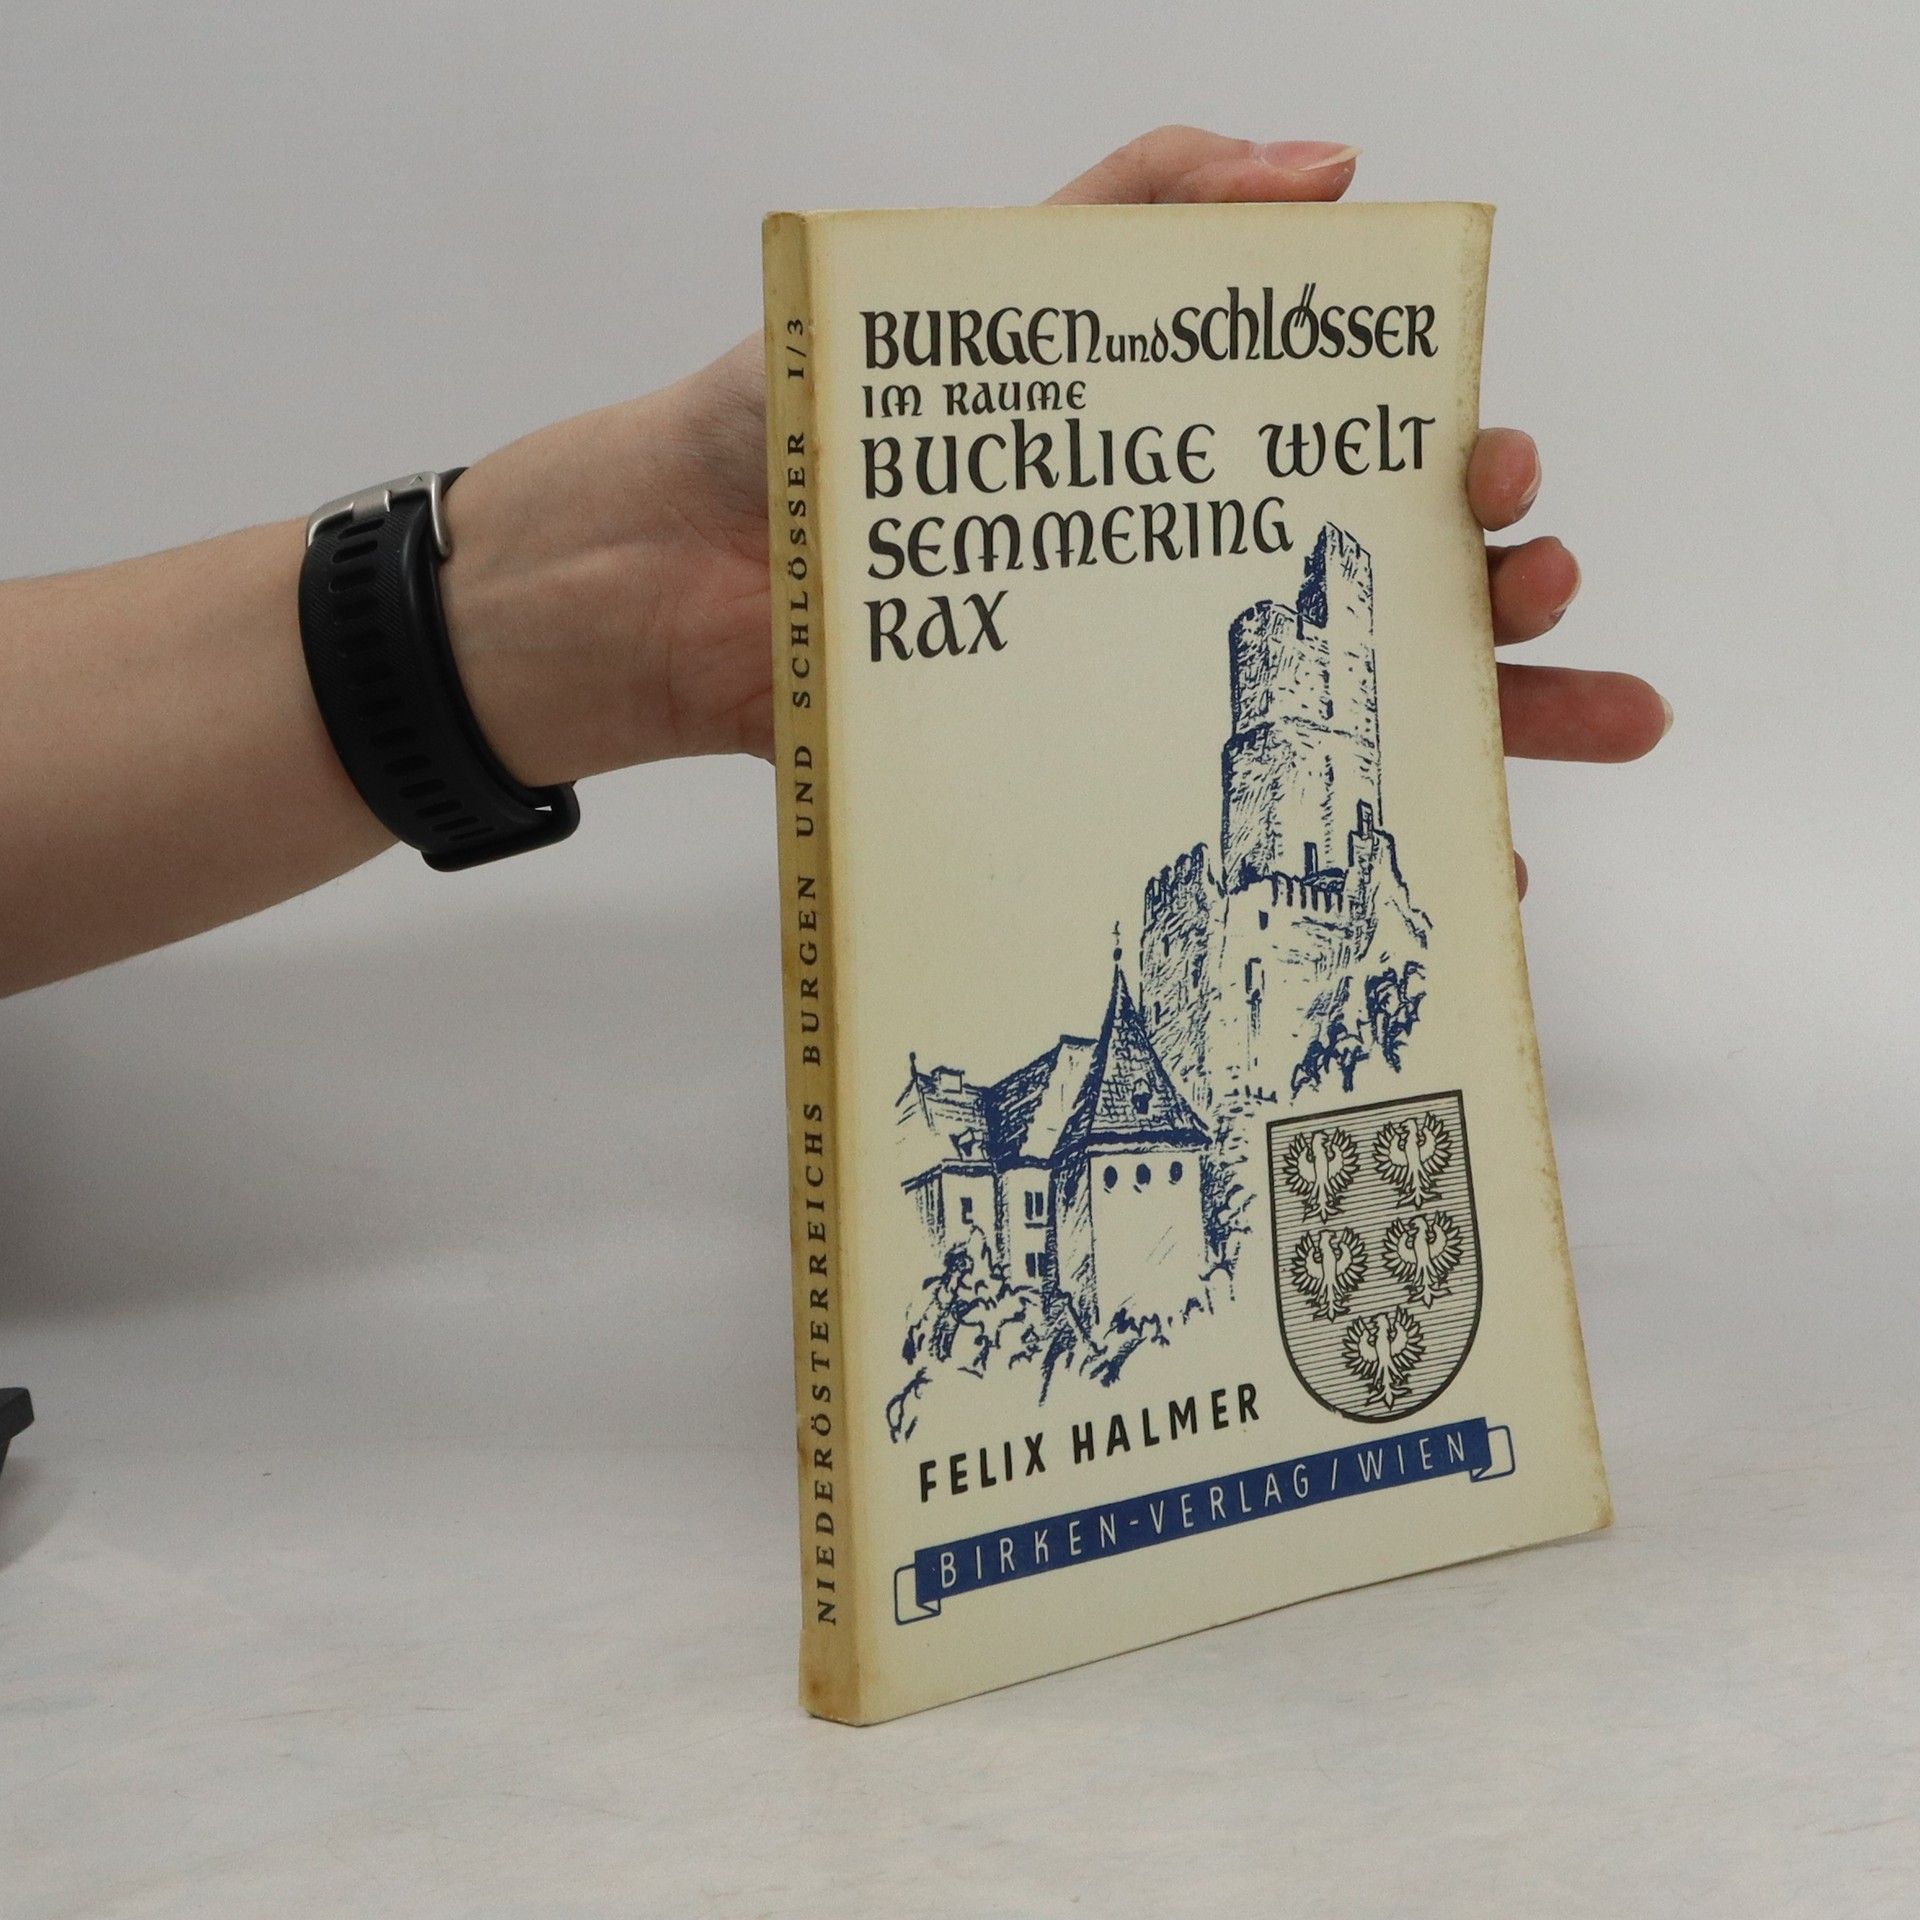 BURGEN und SCHLÖSSER
IM RAUME
BUCKLIGE WELT
SEMMERING
RAX
FELIX HALMER
BIRKEN-VERLAG/WIEN
NIEDERÖSTERREICHS BURGEN UND SCHLÖSSER I/3